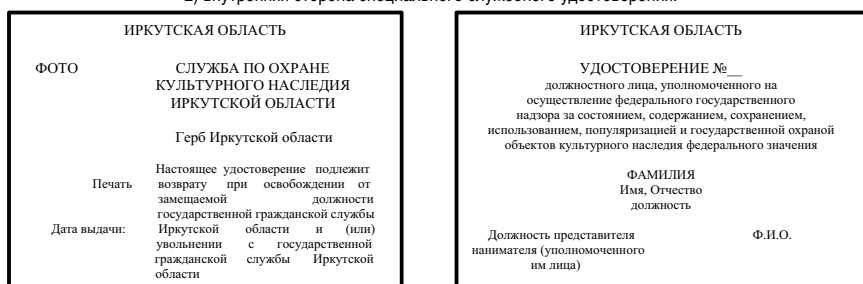 2) внутренняя сторона специального служебного удостоверения:
ИРКУТСКАЯ ОБЛАСТЬ
ФОТО
СЛУЖБА ПО ОХРАНЕ
КУЛЬТУРНОГО НАСЛЕДИЯ
ИРКУТСКОЙ ОБЛАСТИ
Герб Иркутской области
Печать
Дата выдачи:
Настоящее удостоверение подлежит
возврату при освобождении от
замещаемой должности
государственной гражданской службы
Иркутской области и (или)
увольнении с государственной
гражданской службы Иркутской
области
ИРКУТСКАЯ ОБЛАСТЬ
УДОСТОВЕРЕНИЕ №__
должностного лица, уполномоченного на
осуществление федерального государственного
надзора за состоянием, содержанием, сохранением,
использованием, популяризацией и государственной охраной
объектов культурного наследия федерального значения
ФАМИЛИЯ
Имя, Отчество
должность
Должность представителя
нанимателя (уполномоченного
им лица)
Ф.И.О.